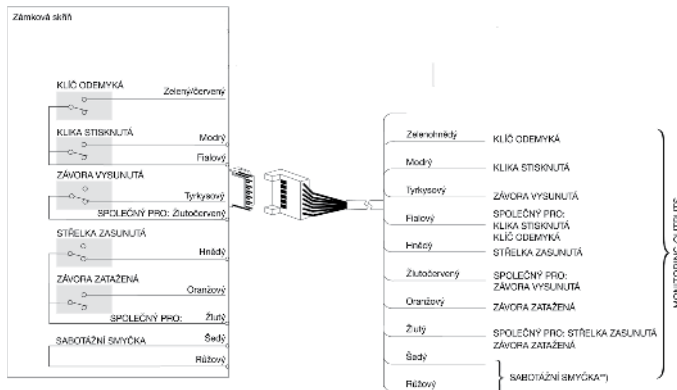 Zámková skříň
KLÍČ ODEMYKÁ
Zelený/červený
KLIKA STISKNUTÁ
Modrý
Fialový
ZÁVORA VYSUNUTÁ
Tyrkysový
SPOLEČNÝ PRO: Žlutočervený
STŘELKA ZASUNUTÁ
Hnědý
ZÁVORA ZATAŽENÁ
Oranžový
SPOLEČNÝ PRO: Žlutý
SABOTÁŽNÍ SMYČKA Šedý
Růžový
Zelenohnědý KLÍČ ODEMYKÁ
Modrý KLIKA STISKNUTÁ
Tyrkysový ZÁVORA VYSUNUTÁ
Fialový SPOLEČNÝ PRO:
KLIKA STISKNUTÁ
KLÍČ ODEMYKÁ
Hnědý STŘELKA ZASUNUTÁ
Žlutočervený SPOLEČNÝ PRO:
ZÁVORA VYSUNUTÁ
Oranžový ZÁVORA ZATAŽENÁ
Žlutý SPOLEČNÝ PRO: STŘELKA ZASUNUTÁ
ZÁVORA ZATAŽENÁ
Šedý
SABOTÁŽNÍ SMYČKA**)
Růžový
MONITORING OUTPUTS